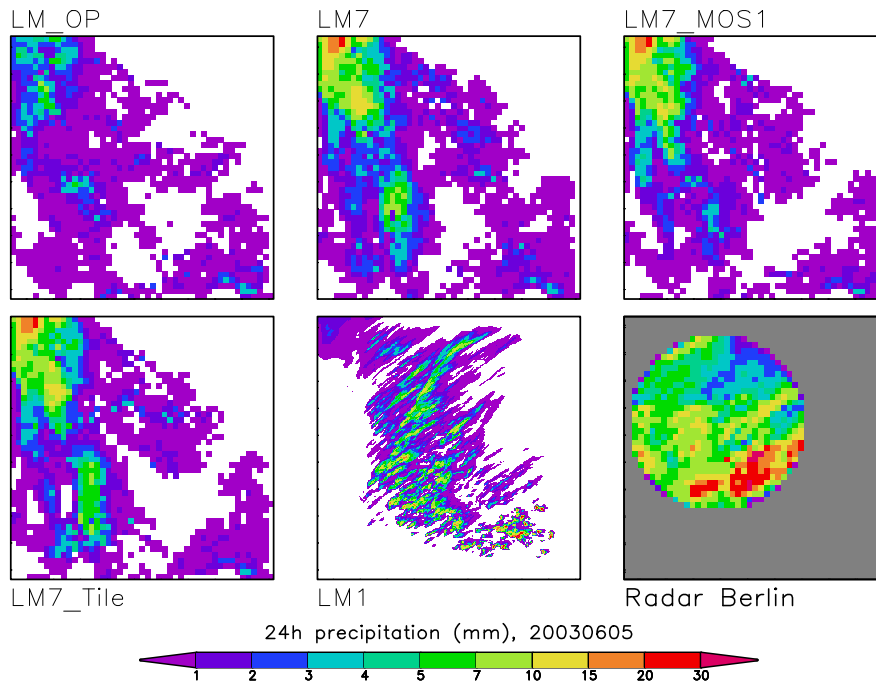 LM_OP LM7 LM7_MOS1
LM7_Tile LM1 Radar Berlin
24h precipitation (mm), 20030605
1 2 3 4 5 7 10 15 20 30